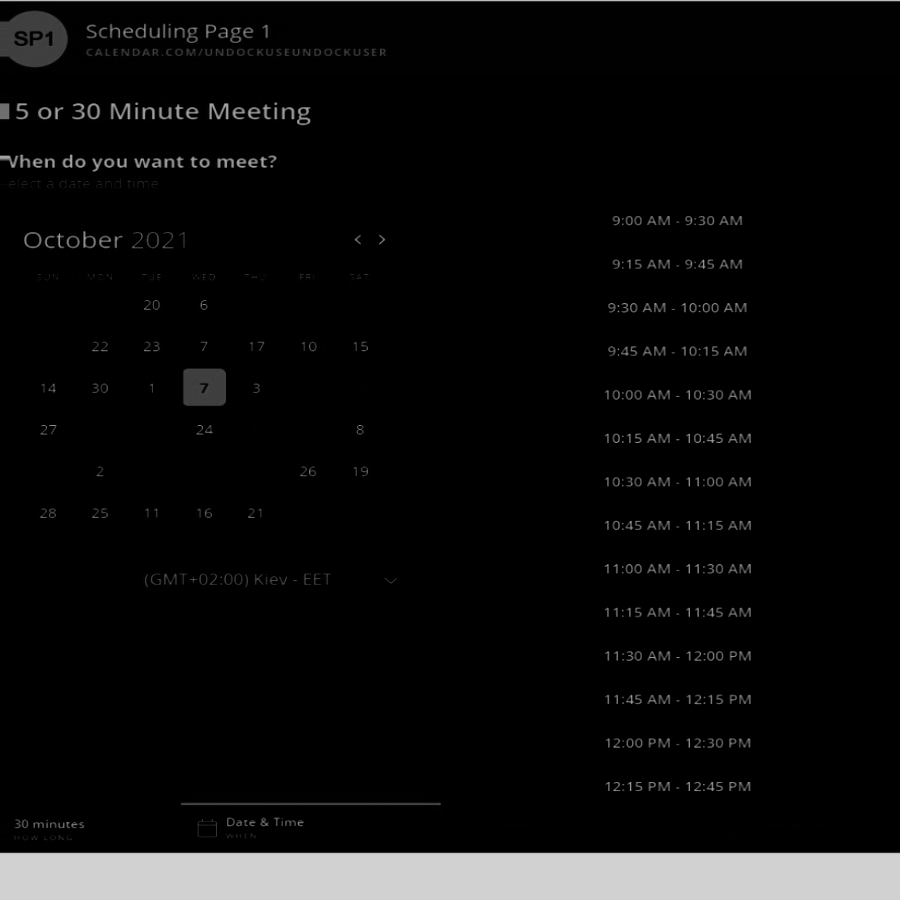 SP1
Scheduling Page 1
CALENDAR.COM/UNDOCKUSEUNDOCKUSER
5 or 30 Minute Meeting
When do you want to meet?
elect a date and time
October 2021 < >
SUN MON TUE WED THU FRI SAT
20 6
22 23 7 17 10 15
14 30 1 7 3
27 24 8
2 26 19
28 25 11 16 21
(GMT+02:00) Kiev - EET
9:00 AM - 9:30 AM
9:15 AM - 9:45 AM
9:30 AM - 10:00 AM
9:45 AM - 10:15 AM
10:00 AM - 10:30 AM
10:15 AM - 10:45 AM
10:30 AM - 11:00 AM
10:45 AM - 11:15 AM
11:00 AM - 11:30 AM
11:15 AM - 11:45 AM
11:30 AM - 12:00 PM
11:45 AM - 12:15 PM
12:00 PM - 12:30 PM
12:15 PM - 12:45 PM
30 minutes
HOW LONG
Date & Time
WHEN